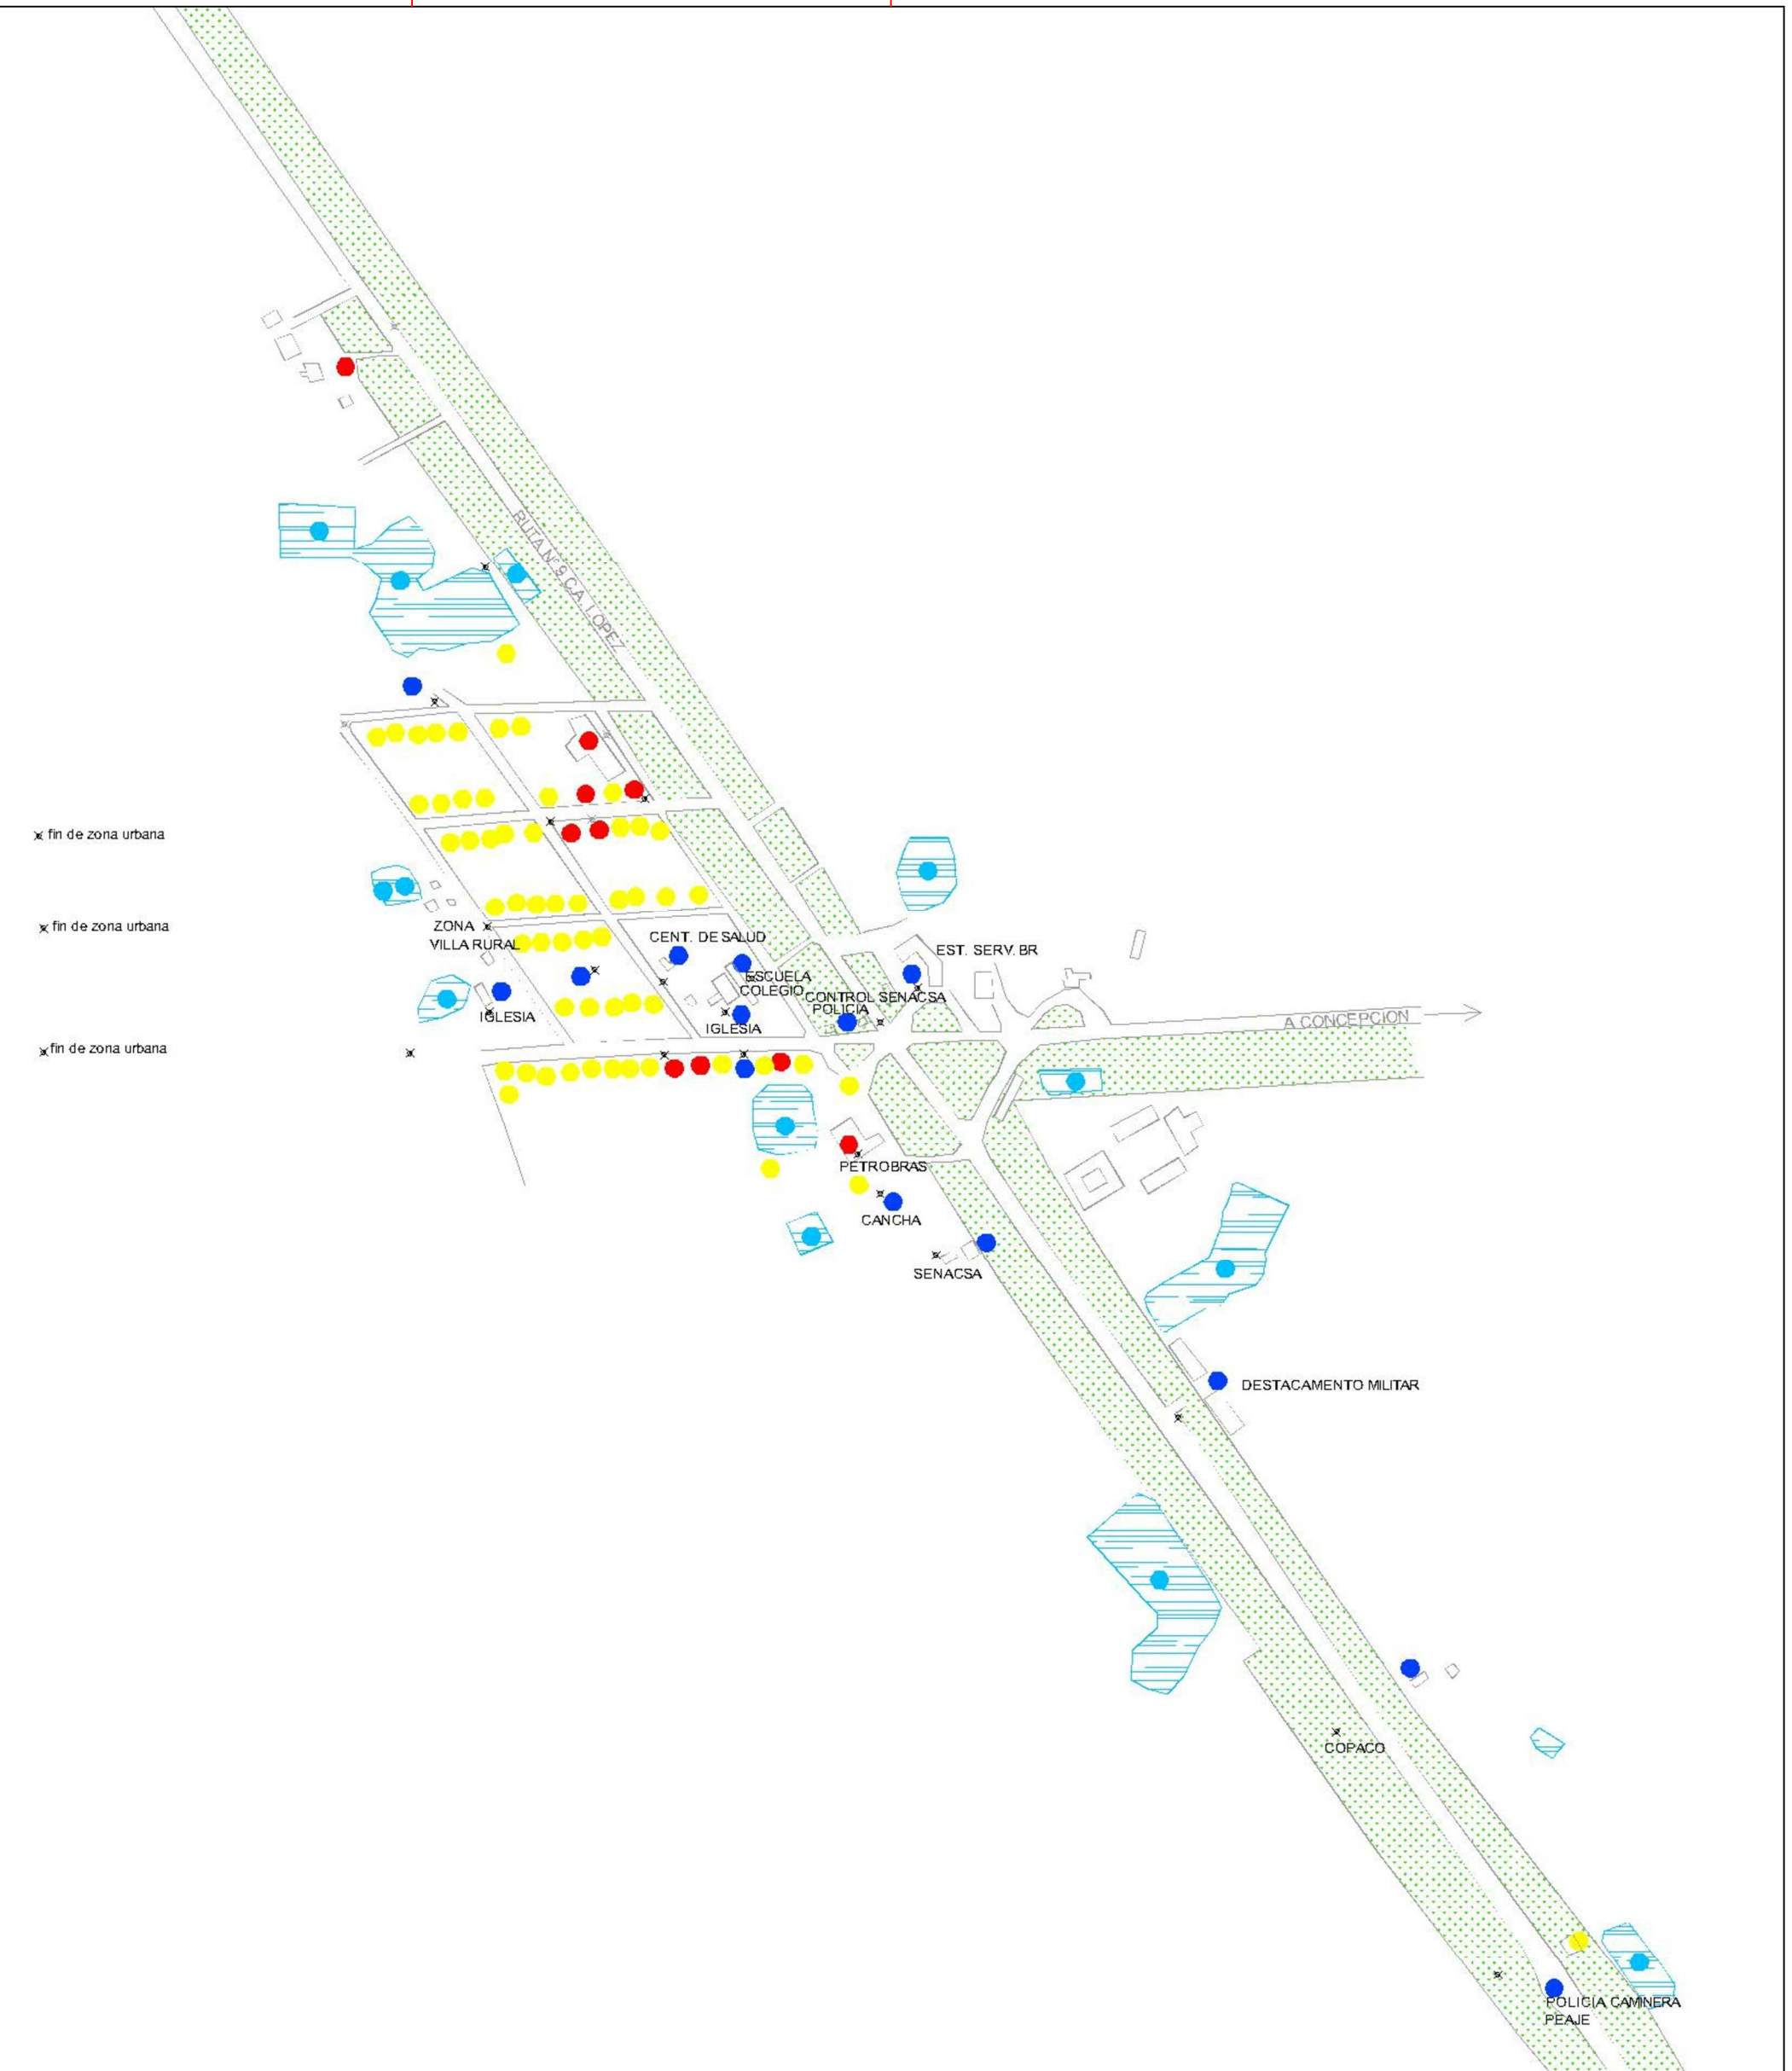 RUTA Nº 9 C.A. LOPEZ
fin de zona urbana
fin de zona urbana
ZONA
VILLA RURAL
CENT. DE SALUD
EST. SERV. BR
ESCUELA
COLEGIO
CONTROL SENACSA
POLICIA
IGLESIA
IGLESIA
A CONCEPCION
fin de zona urbana
PETROBRAS
CANCHA
SENACSA
DESTACAMENTO MILITAR
COPACO
POLICIA CAMINERA
PEAJE